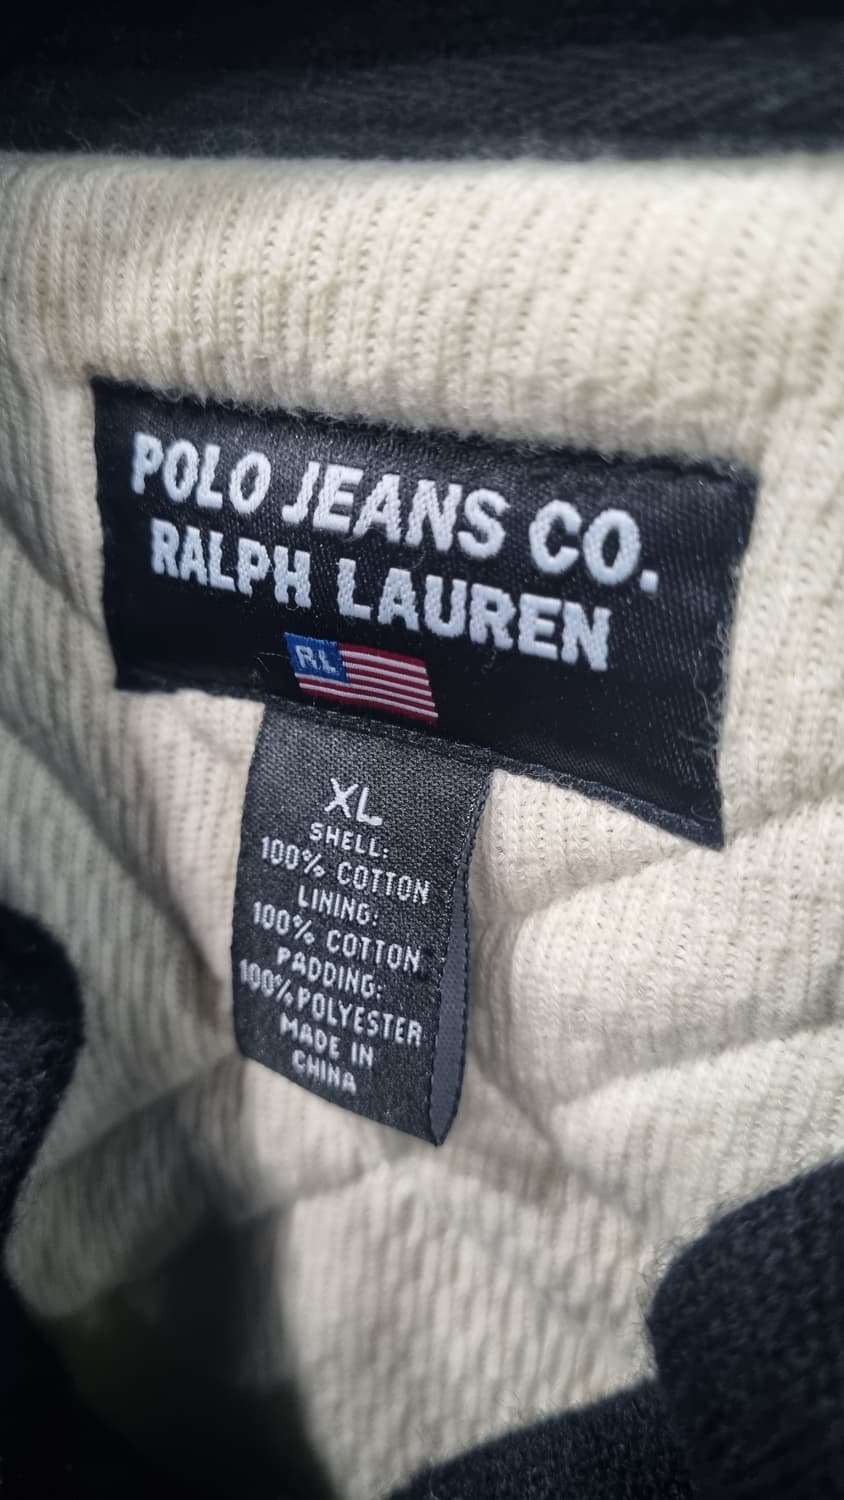 POLO JEANS CO.
RALPH LAUREN
RL
XL
SHELL:
100% COTTON
LINING:
100% COTTON
PADDING:
100% POLYESTER
MADE IN
CHINA